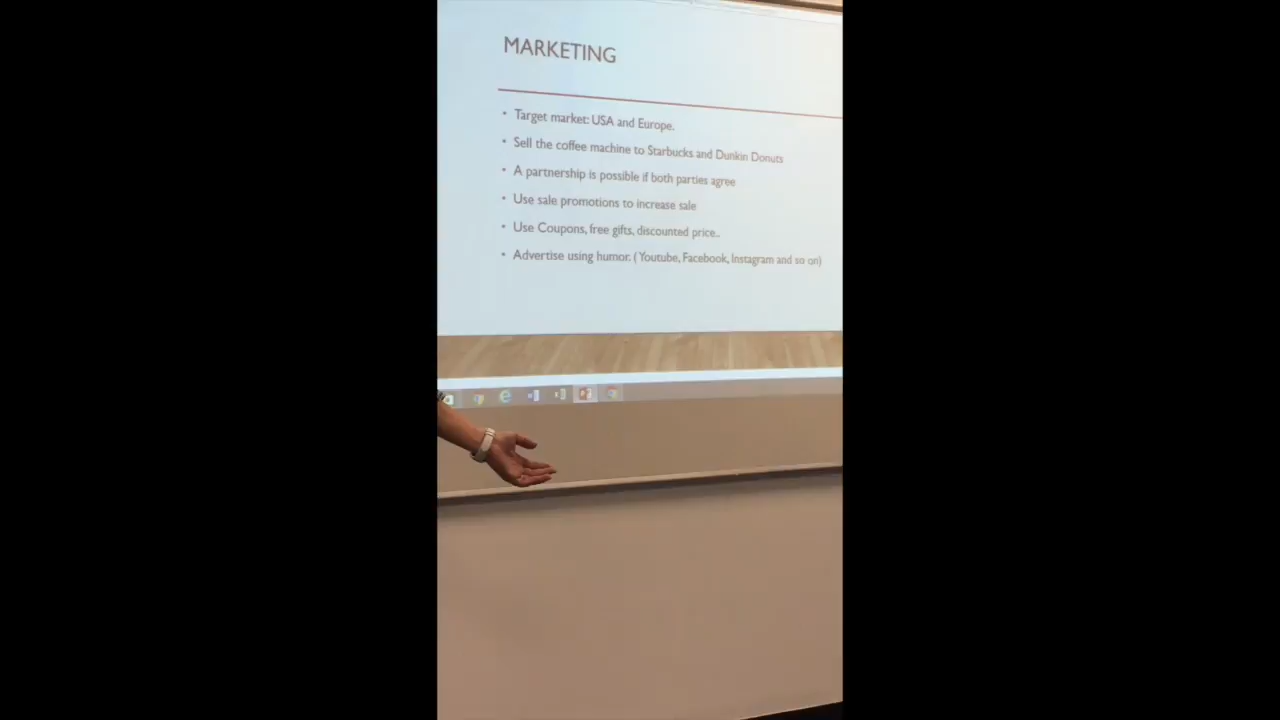 MARKETING
• Target market: USA and Europe.
• Sell the coffee machine to Starbucks and Dunkin Donuts
• A partnership is possible if both parties agree
• Use sale promotions to increase sale
• Use Coupons, free gifts, discounted price..
• Advertise using humor. ( Youtube, Facebook, Instagram and so on)